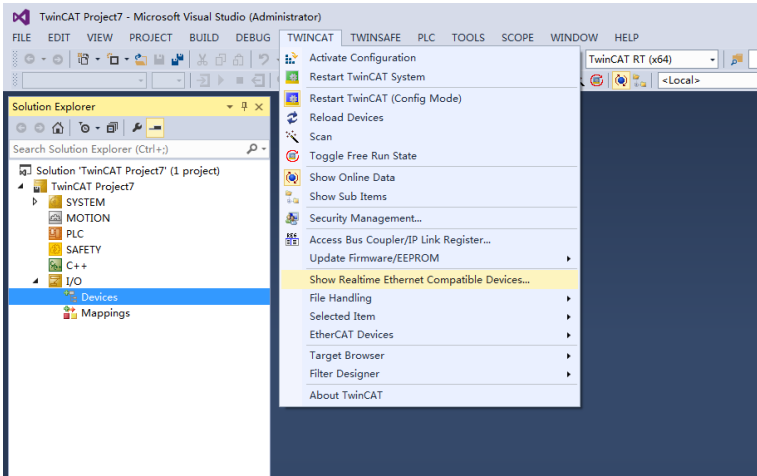 TwinCAT Project7 - Microsoft Visual Studio (Administrator)
FILE EDIT VIEW PROJECT BUILD DEBUG TWINCAT TWINSAFE PLC TOOLS SCOPE WINDOW HELP
TwinCAT RT (x64)
<Local>
Solution Explorer
Search Solution Explorer (Ctrl+;)
Solution 'TwinCAT Project7' (1 project)
TwinCAT Project7
SYSTEM
MOTION
PLC
SAFETY
C++
I/O
Devices
Mappings
Activate Configuration
Restart TwinCAT System
Restart TwinCAT (Config Mode)
Reload Devices
Scan
Toggle Free Run State
Show Online Data
Show Sub Items
Security Management...
Access Bus Coupler/IP Link Register...
Update Firmware/EEPROM
Show Realtime Ethernet Compatible Devices...
File Handling
Selected Item
EtherCAT Devices
Target Browser
Filter Designer
About TwinCAT